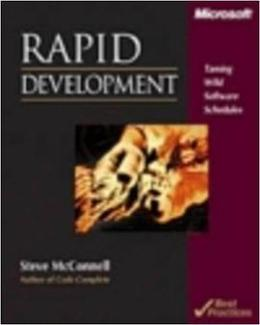 Microsoft
RAPID
DEVELOPMENT
Taming
Wild
Software
Schedules
Steve McConnell
Author of Code Complete
Best
Practices